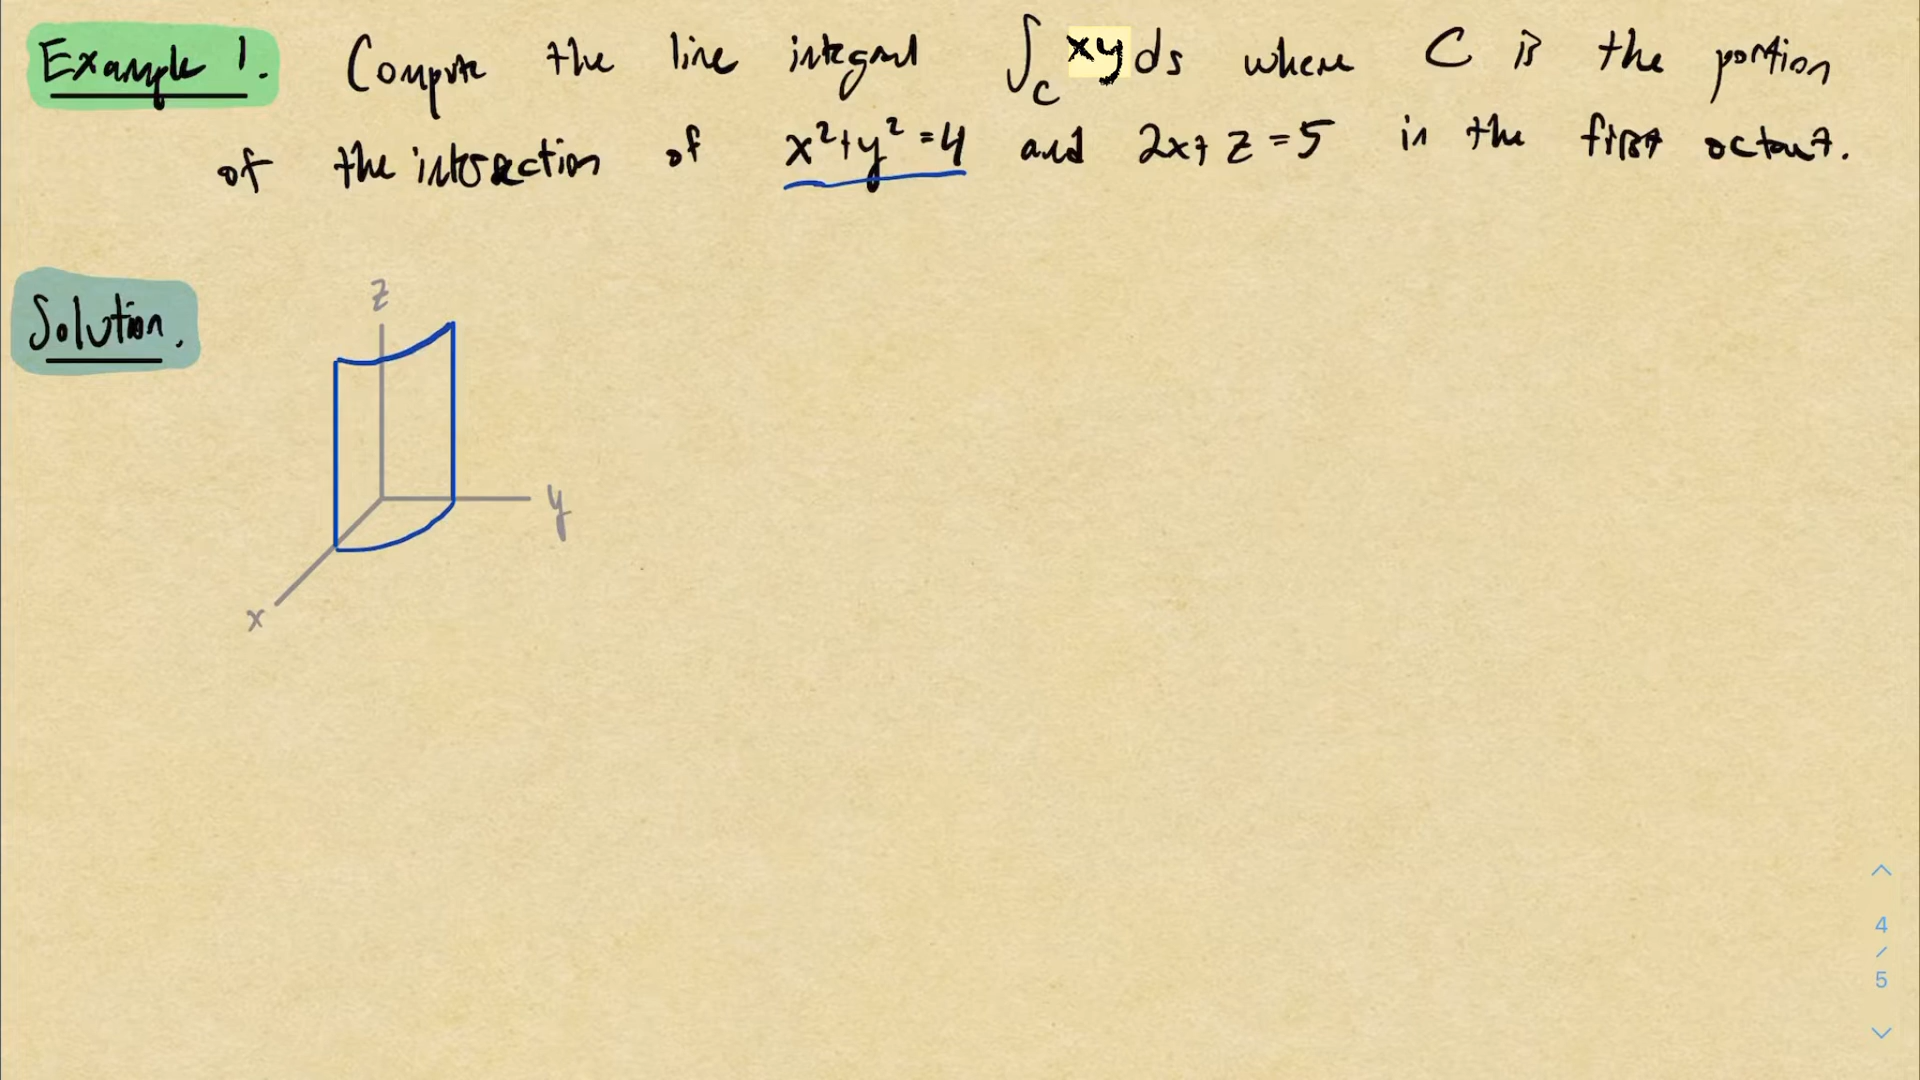 Example 1. Compute the line integral ∫_C xy ds where C is the portion
of the intersection of x²+y²=4 and 2x+z=5 in the first octant.
Solution.
z
y
x
4
/
5